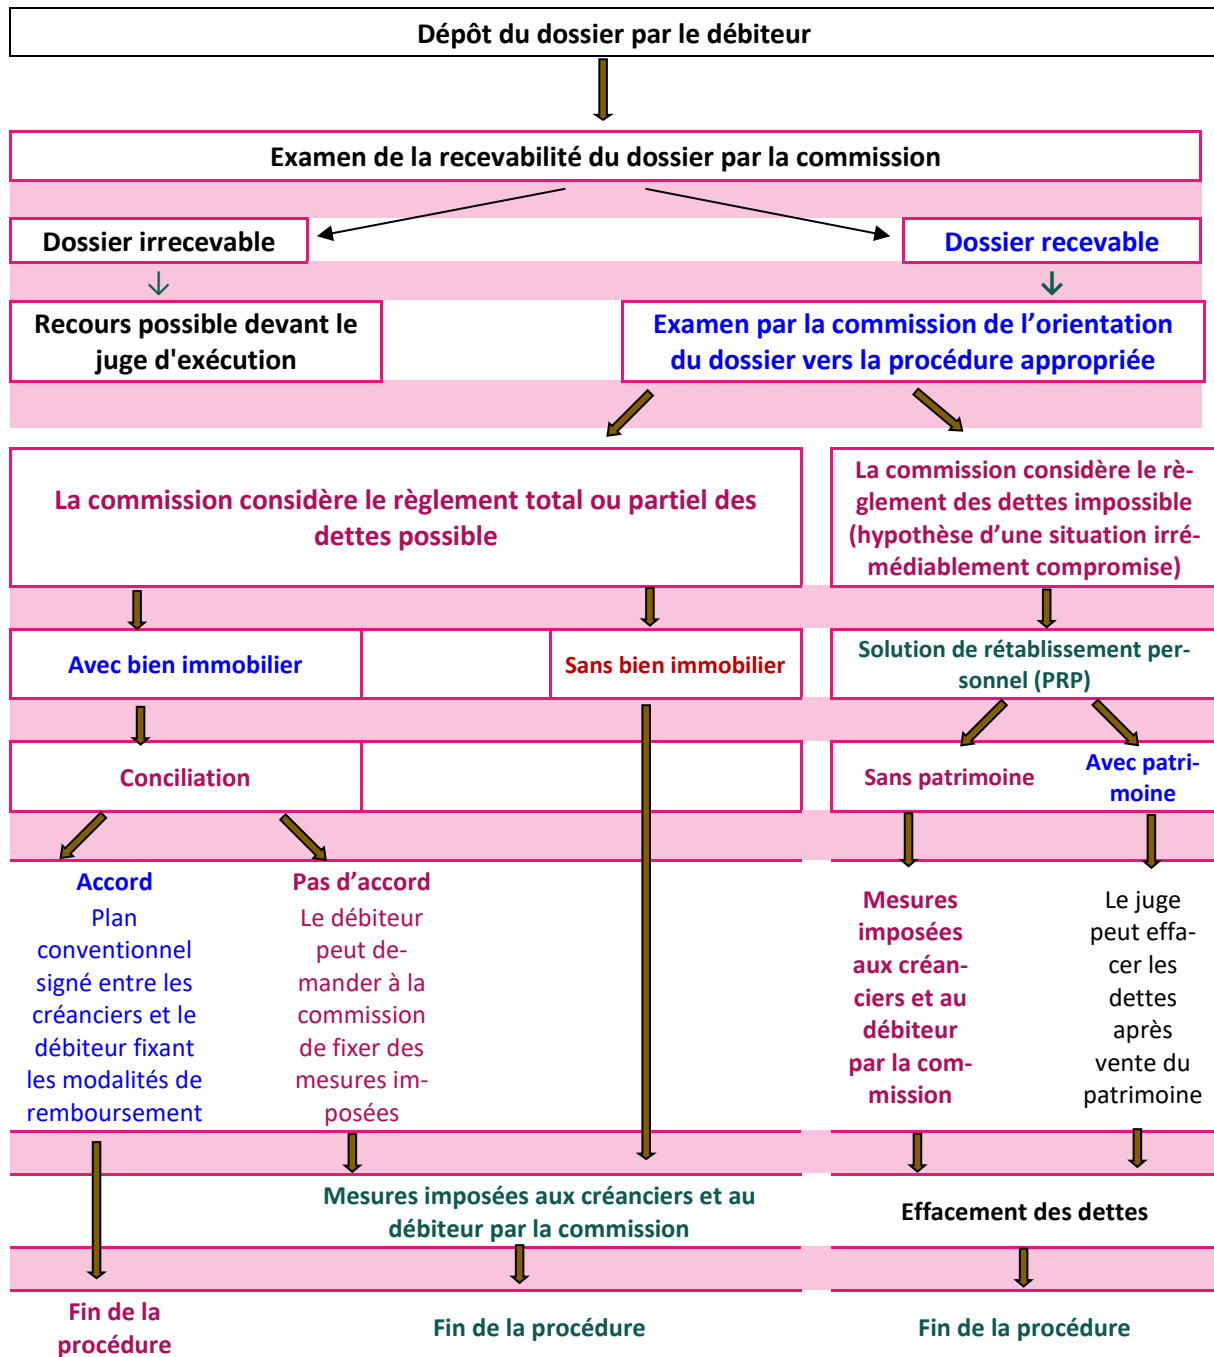 Dépôt du dossier par le débiteur
Examen de la recevabilité du dossier par la commission
Dossier irrecevable
Dossier recevable
Recours possible devant le
juge d'exécution
Examen par la commission de l’orientation
du dossier vers la procédure appropriée
La commission considère le règlement total ou partiel des
dettes possible
La commission considère le rè-
glement des dettes impossible
(hypothèse d’une situation irré-
médiablement compromise)
Avec bien immobilier
Sans bien immobilier
Solution de rétablissement per-
sonnel (PRP)
Conciliation
Sans patrimoine
Avec patri-
moine
Accord
Plan
conventionnel
signé entre les
créanciers et le
débiteur fixant
les modalités de
remboursement
Pas d’accord
Le débiteur
peut de-
mander à la
commission
de fixer des
mesures im-
posées
Mesures
imposées
aux créan-
ciers et au
débiteur
par la com-
mission
Le juge
peut effa-
cer les
dettes
après
vente du
patrimoine
Mesures imposées aux créanciers et au
débiteur par la commission
Effacement des dettes
Fin de la
procédure
Fin de la procédure
Fin de la procédure